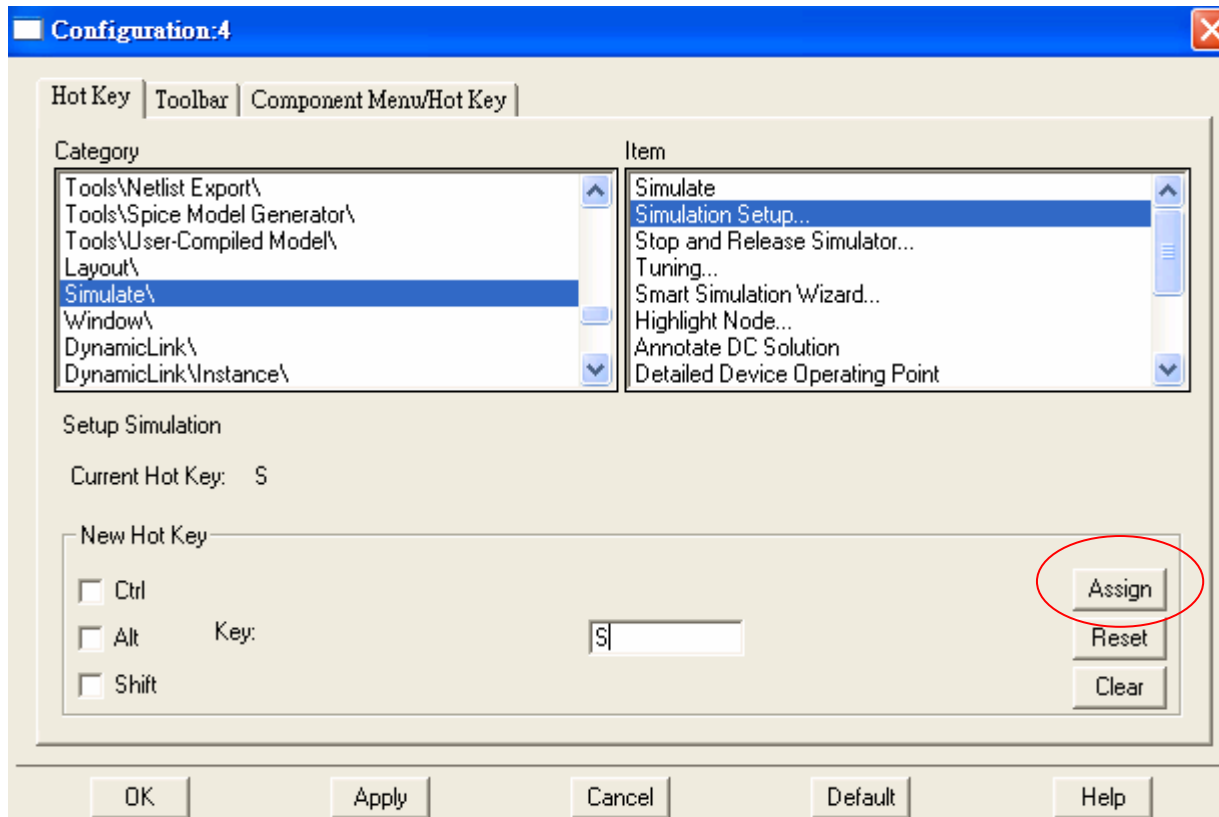 Configuration:4
Hot Key
Toolbar
Component Menu/Hot Key
Category
Tools\Netlist Export\
Tools\Spice Model Generator\
Tools\User-Compiled Model\
Layout\
Simulate\
Window\
DynamicLink\
DynamicLink\Instance\
Item
Simulate
Simulation Setup...
Stop and Release Simulator...
Tuning...
Smart Simulation Wizard...
Highlight Node...
Annotate DC Solution
Detailed Device Operating Point
Setup Simulation
Current Hot Key: S
New Hot Key
Ctrl
Alt
Shift
Key:
S
Assign
Reset
Clear
OK
Apply
Cancel
Default
Help